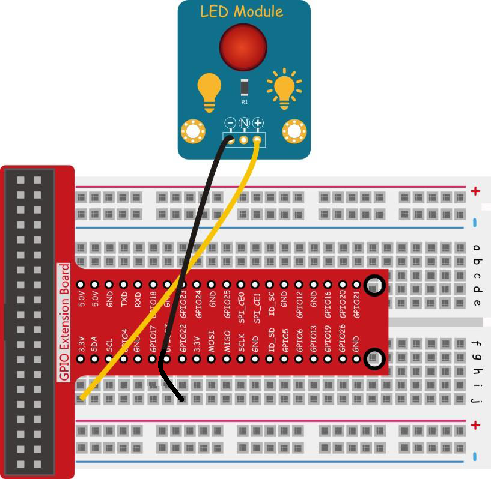 LED Module
R1
− N +
+
-
a
b
c
d
e
5.0V
5.0V
GND
TXD
RXD
GPIO18
GPIO23
GPIO24
GND
GPIO25
SPI_CE0
SPI_CE1
ID_SC
GND
GPIO12
GND
GPIO16
GPIO20
GPIO21
GPIO Extension Board
3.3V
SDA
SCL
GPIO4
GND
GPIO17
GPIO22
3.3V
MOSI
MISO
SCLK
GND
ID_SD
GPIO5
GPIO6
GPIO13
GPIO19
GPIO26
GND
f
g
h
i
j
+
-